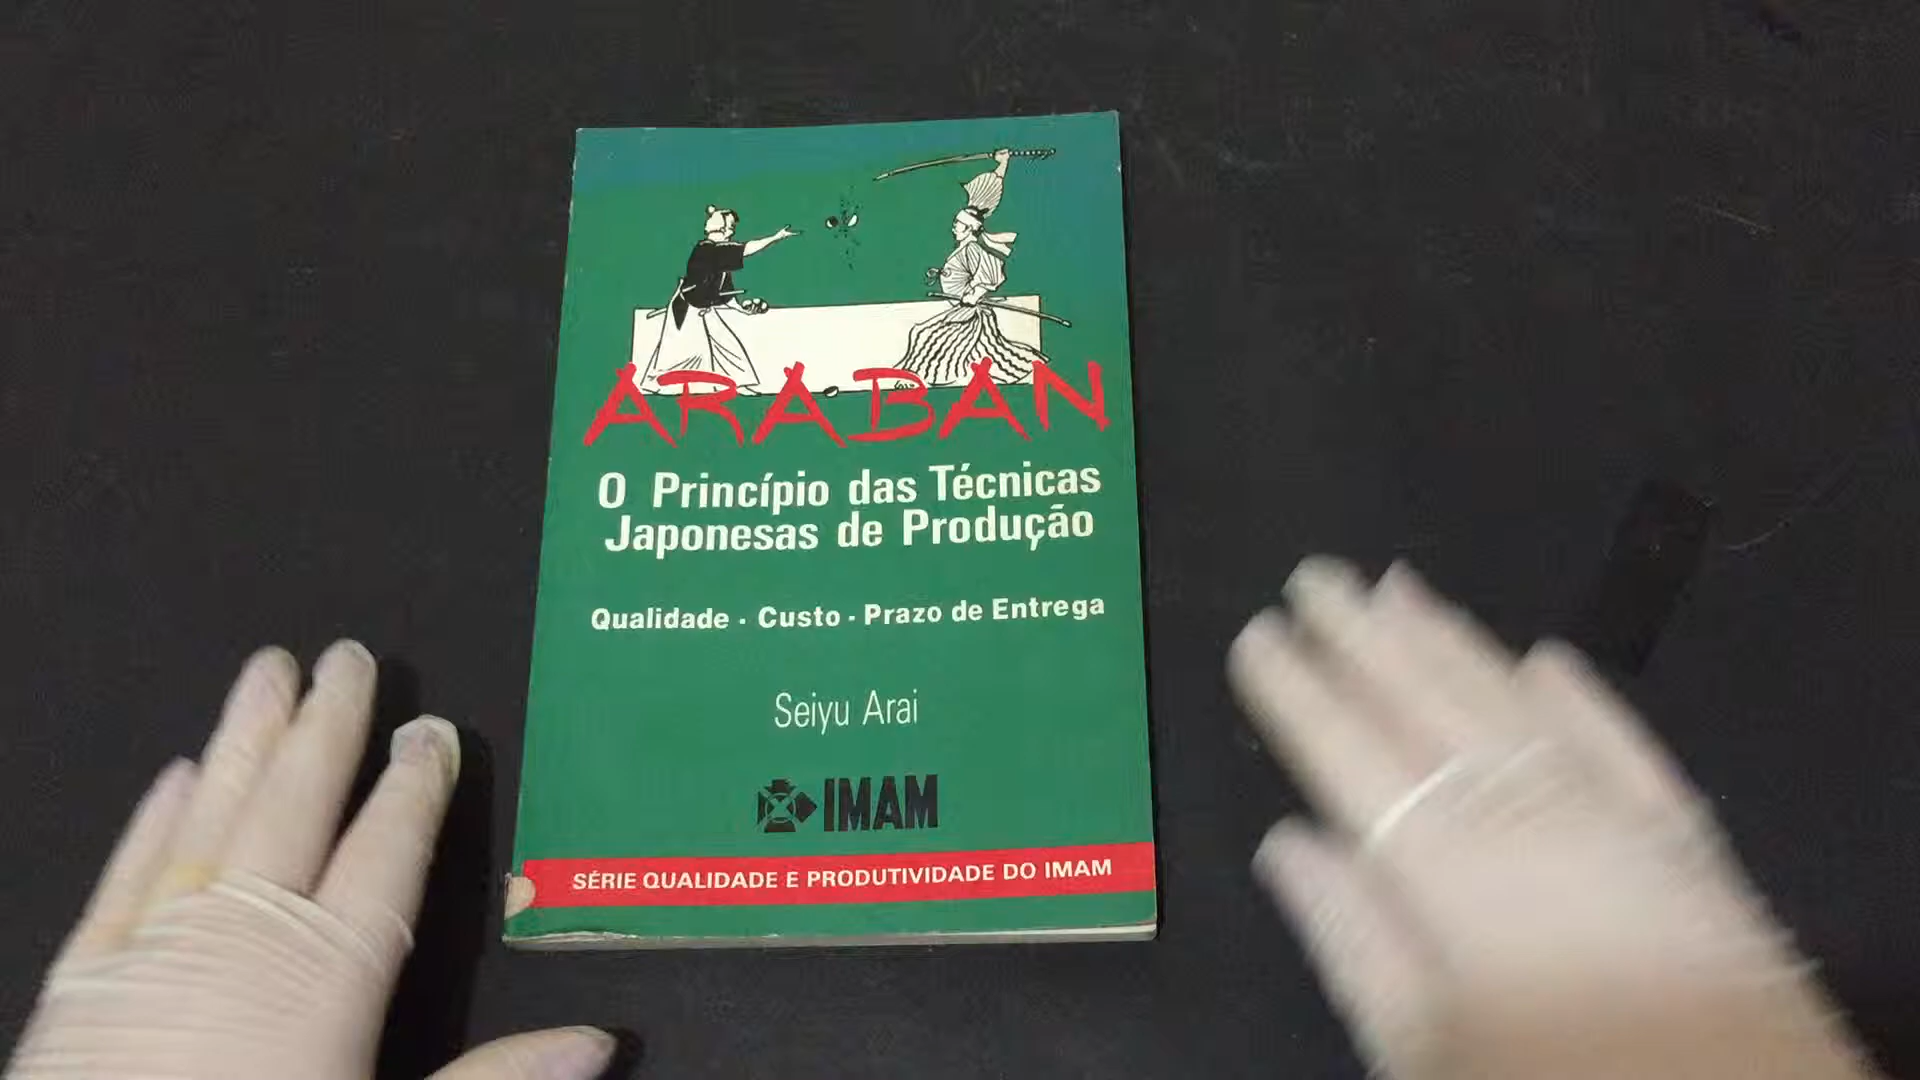 ARABAN
O Princípio das Técnicas
Japonesas de Produção
Qualidade · Custo · Prazo de Entrega
Seiyu Arai
IMAM
SÉRIE QUALIDADE E PRODUTIVIDADE DO IMAM